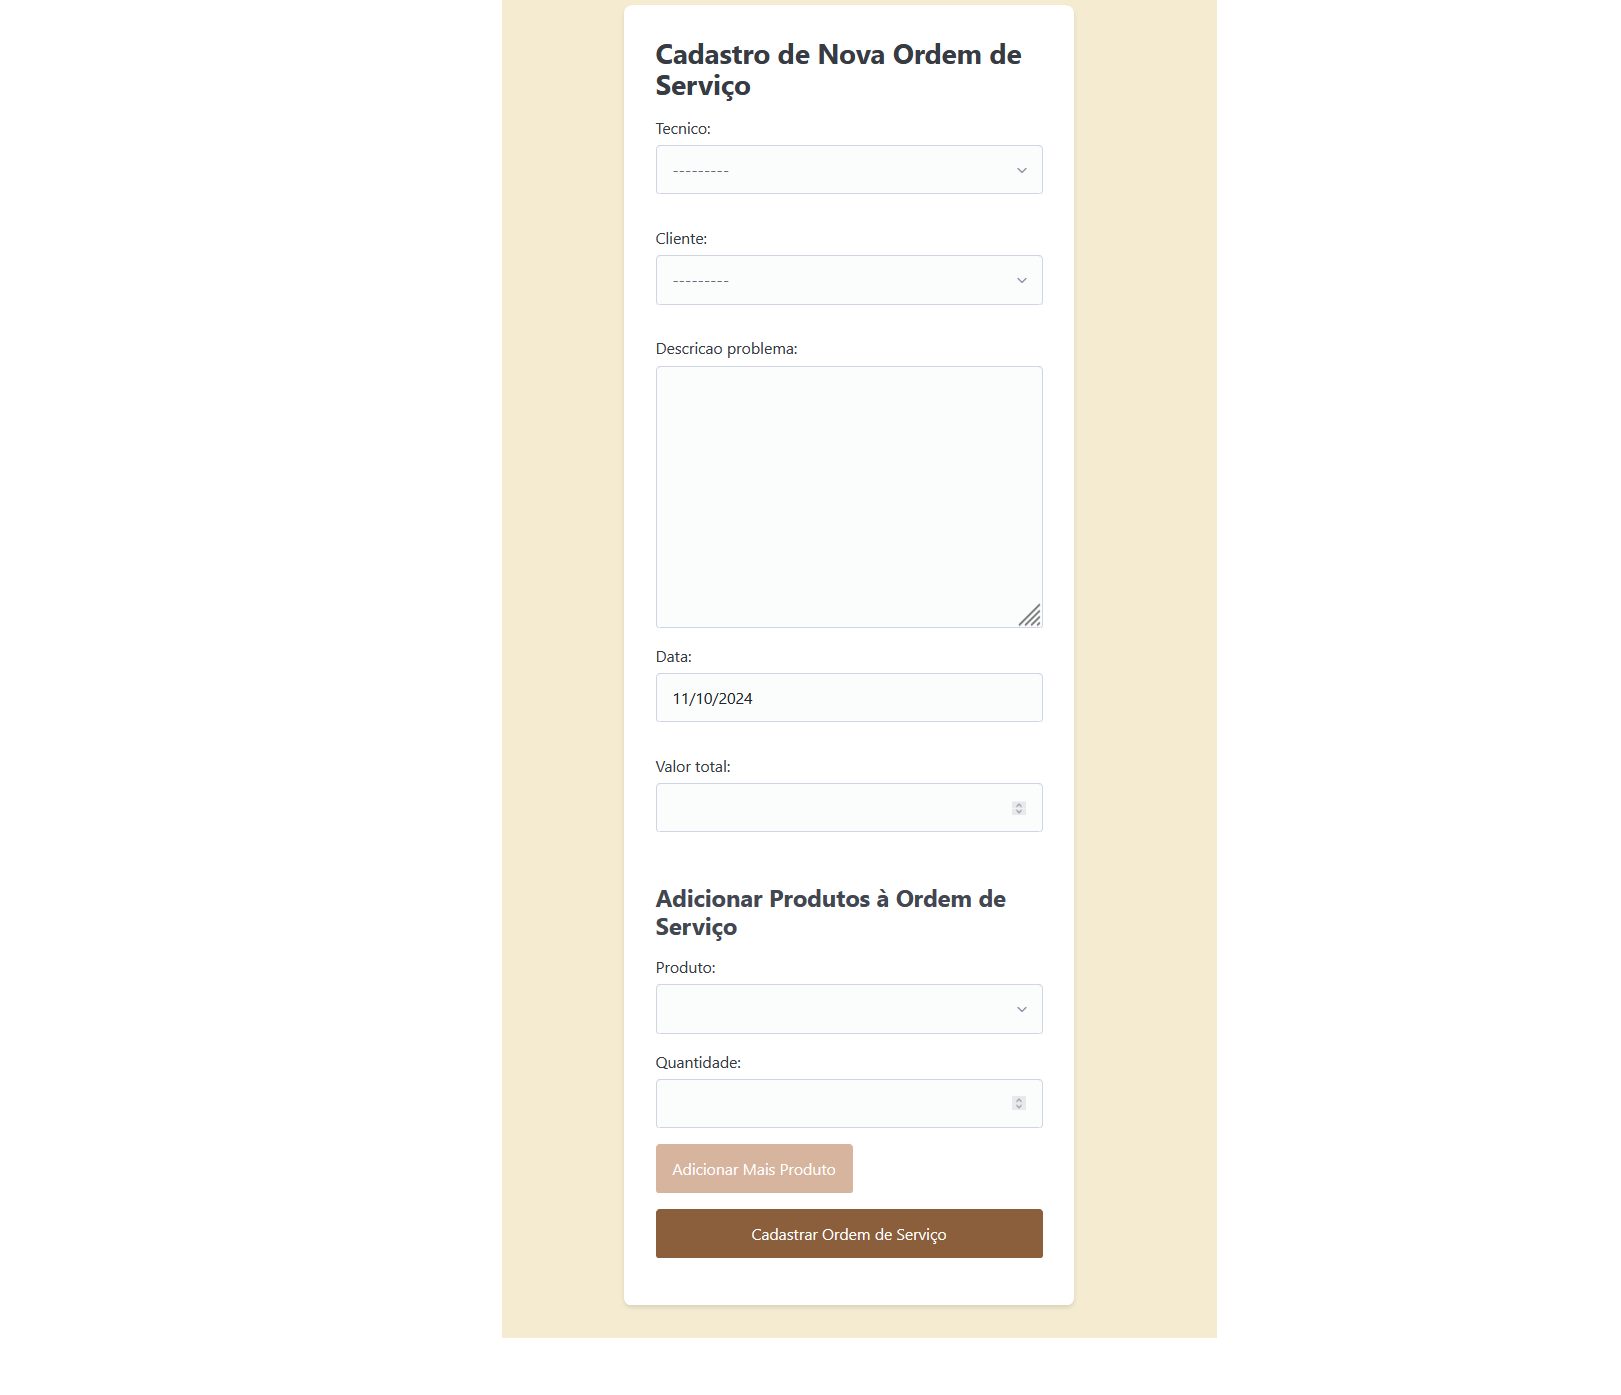 Cadastro de Nova Ordem de
Serviço
Tecnico:
---------
Cliente:
---------
Descricao problema:
Data:
11/10/2024
Valor total:
Adicionar Produtos à Ordem de
Serviço
Produto:
Quantidade:
Adicionar Mais Produto
Cadastrar Ordem de Serviço